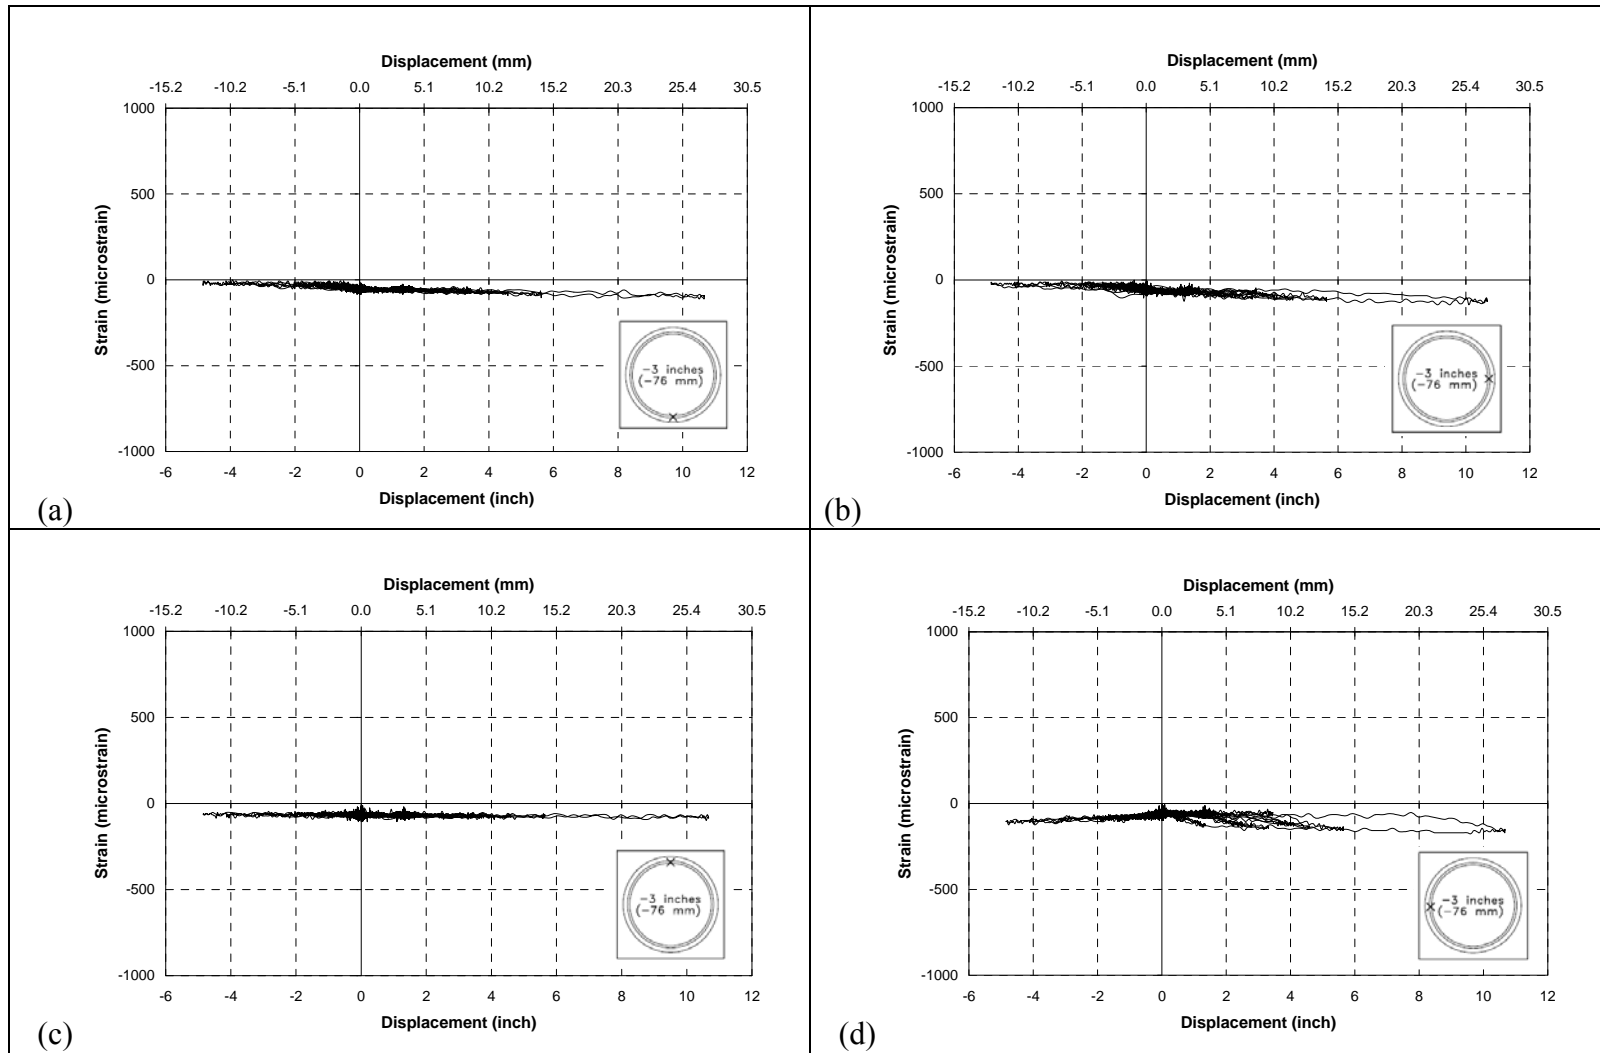 Displacement (mm)
-15.2 -10.2 -5.1 0.0 5.1 10.2 15.2 20.3 25.4 30.5
1000
500
0
-500
-1000
Strain (microstrain)
-3 inches
(-76 mm)
-6 -4 -2 0 2 4 6 8 10 12
Displacement (inch)
(a)
Displacement (mm)
-15.2 -10.2 -5.1 0.0 5.1 10.2 15.2 20.3 25.4 30.5
1000
500
0
-500
-1000
Strain (microstrain)
-3 inches
(-76 mm)
-6 -4 -2 0 2 4 6 8 10 12
Displacement (inch)
(b)
Displacement (mm)
-15.2 -10.2 -5.1 0.0 5.1 10.2 15.2 20.3 25.4 30.5
1000
500
0
-500
-1000
Strain (microstrain)
-3 inches
(-76 mm)
-6 -4 -2 0 2 4 6 8 10 12
Displacement (inch)
(c)
Displacement (mm)
-15.2 -10.2 -5.1 0.0 5.1 10.2 15.2 20.3 25.4 30.5
1000
500
0
-500
-1000
Strain (microstrain)
-3 inches
(-76 mm)
-6 -4 -2 0 2 4 6 8 10 12
Displacement (inch)
(d)